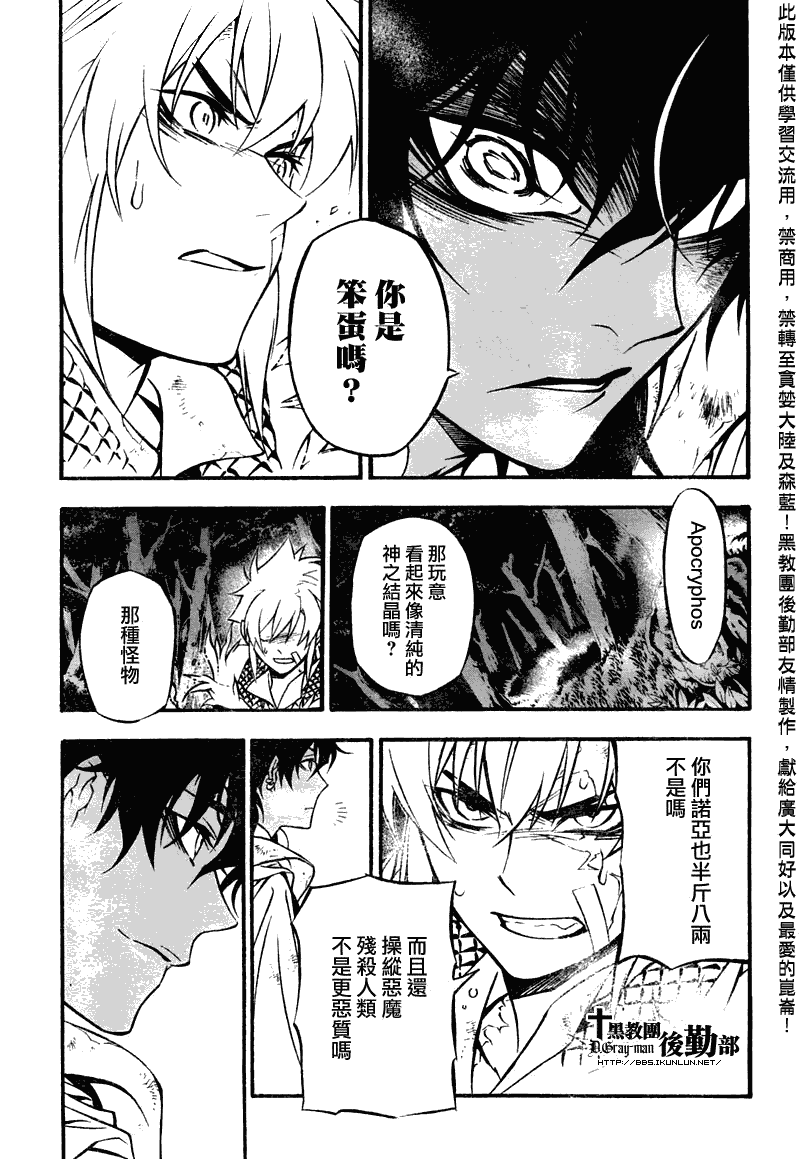 你是
笨蛋嗎？
Apocryphos
那玩意
看起來像清純的
神之結晶嗎？
那種怪物
你們諾亞也半斤八兩
不是嗎
而且還
操縱惡魔
殘殺人類
不是更惡質嗎
黑教團
D.Gray-man 後勤部
HTTP://BBS.IKUNLUN.NET/
此版本僅供學習交流用，禁商用，禁轉至貪婪大陸及森藍！黑教團後勤部友情製作，獻給廣大同好以及最愛的崑崙！